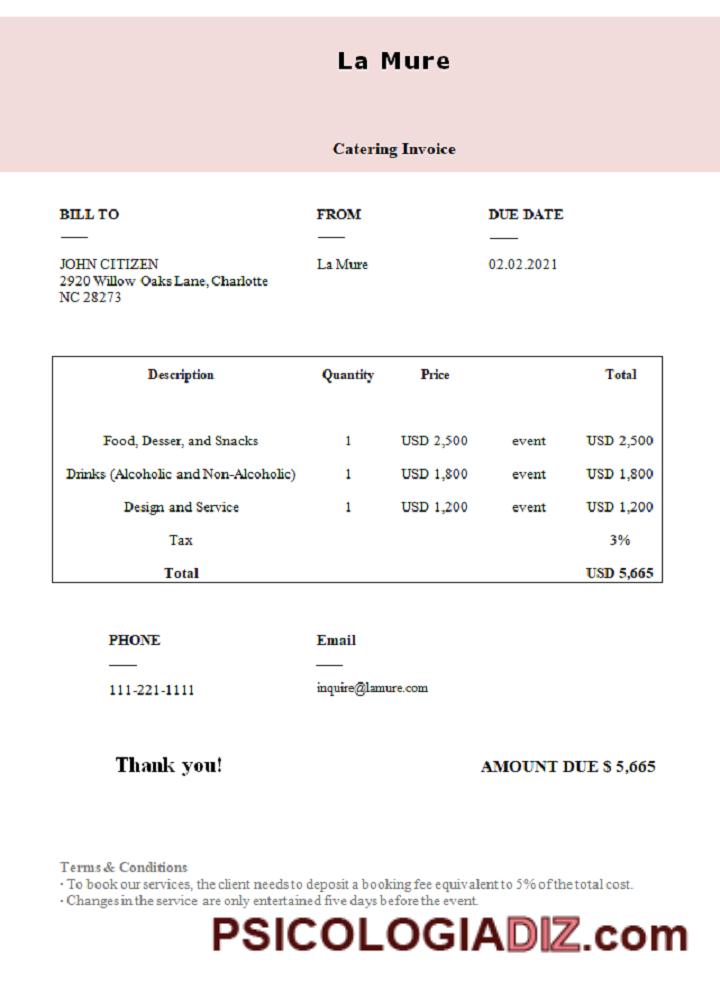 La Mure
Catering Invoice
BILL TO FROM DUE DATE
JOHN CITIZEN La Mure 02.02.2021
2920 Willow Oaks Lane, Charlotte
NC 28273
Description Quantity Price Total
Food, Desser, and Snacks 1 USD 2,500 event USD 2,500
Drinks (Alcoholic and Non-Alcoholic) 1 USD 1,800 event USD 1,800
Design and Service 1 USD 1,200 event USD 1,200
Tax 3%
Total USD 5,665
PHONE Email
111-221-1111 inquire@lamure.com
Thank you! AMOUNT DUE $ 5,665
Terms & Conditions
· To book our services, the client needs to deposit a booking fee equivalent to 5% of the total cost.
· Changes in the service are only entertained five days before the event.
PSICOLOGIADIZ.com